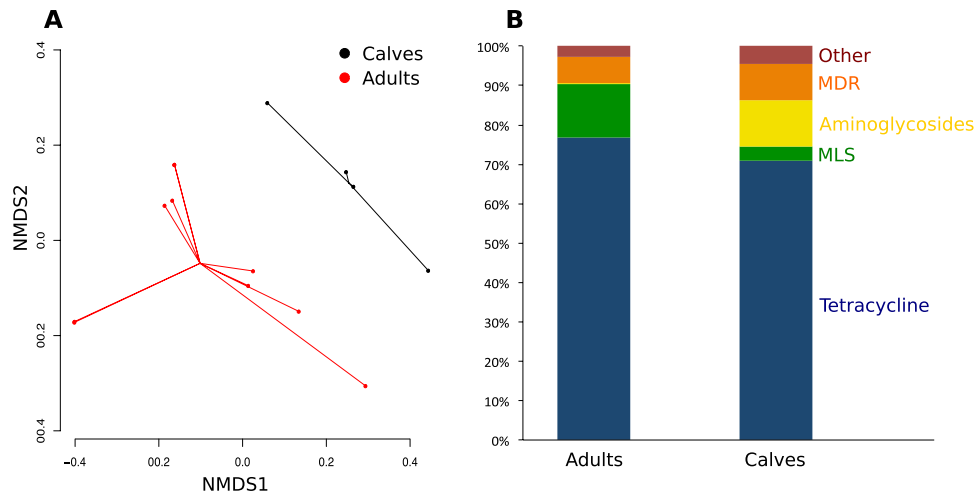 A
B
Calves
Adults
0.4
0.2
0.0
00.2
00.4
NMDS2
−0.4
00.2
0.0
0.2
0.4
NMDS1
100%
90%
80%
70%
60%
50%
40%
30%
20%
10%
0%
Other
MDR
Aminoglycosides
MLS
Tetracycline
Adults
Calves